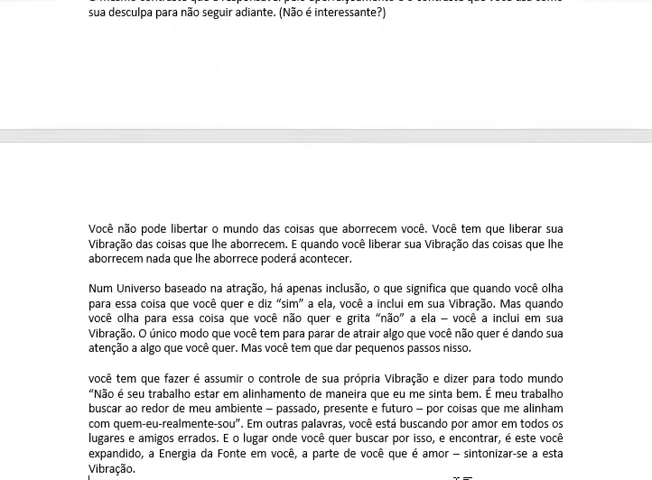 sua desculpa para não seguir adiante. (Não é interessante?)
Você não pode libertar o mundo das coisas que aborrecem você. Você tem que liberar sua
Vibração das coisas que lhe aborrecem. E quando você liberar sua Vibração das coisas que lhe
aborrecem nada que lhe aborrece poderá acontecer.
Num Universo baseado na atração, há apenas inclusão, o que significa que quando você olha
para essa coisa que você quer e diz “sim” a ela, você a inclui em sua Vibração. Mas quando
você olha para essa coisa que você não quer e grita “não” a ela – você a inclui em sua
Vibração. O único modo que você tem para parar de atrair algo que você não quer é dando sua
atenção a algo que você quer. Mas você tem que dar pequenos passos nisso.
você tem que fazer é assumir o controle de sua própria Vibração e dizer para todo mundo
“Não é seu trabalho estar em alinhamento de maneira que eu me sinta bem. É meu trabalho
buscar ao redor de meu ambiente – passado, presente e futuro – por coisas que me alinham
com quem-eu-realmente-sou”. Em outras palavras, você está buscando por amor em todos os
lugares e amigos errados. E o lugar onde você quer buscar por isso, e encontrar, é este você
expandido, a Energia da Fonte em você, a parte de você que é amor – sintonizar-se a esta
Vibração.